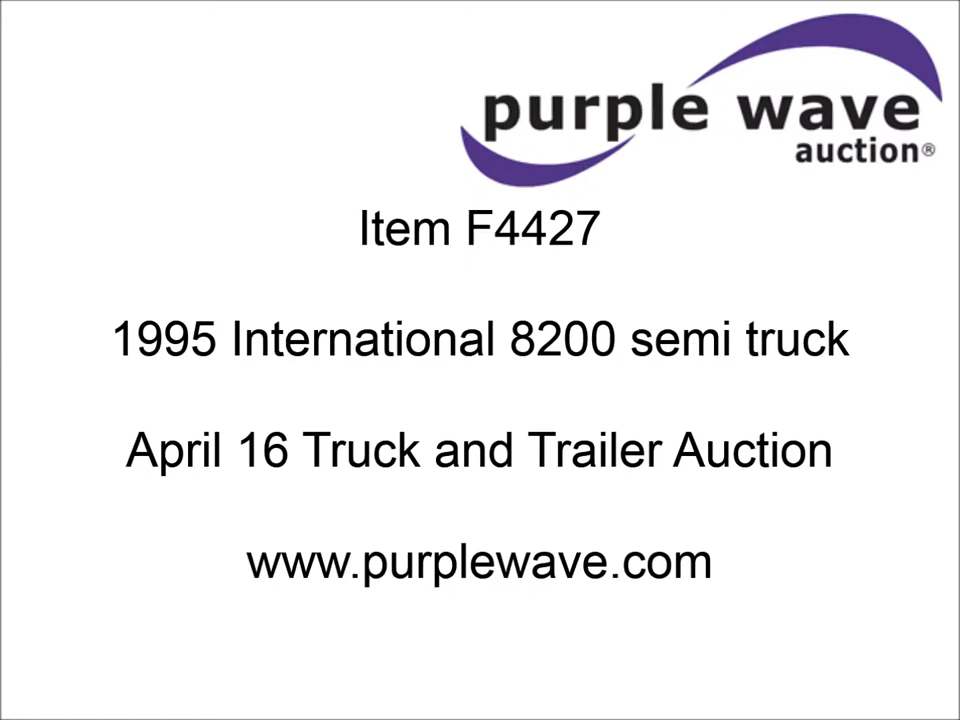 purple wave
auction®
Item F4427
1995 International 8200 semi truck
April 16 Truck and Trailer Auction
www.purplewave.com